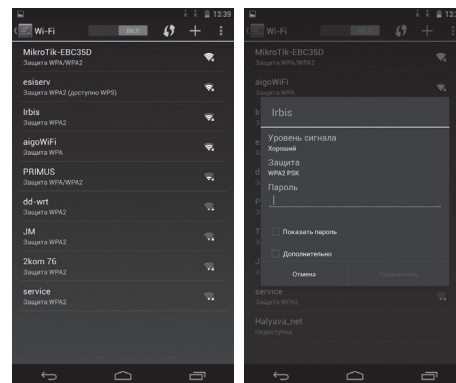 13:39
Wi-Fi
ВКЛ
MikroTik-EBC35D
Защита WPA/WPA2
esiserv
Защита WPA2 (доступно WPS)
Irbis
Защита WPA2
aigoWiFi
Защита WPA
PRIMUS
Защита WPA/WPA2
dd-wrt
Защита WPA2
JM
Защита WPA2
2kom 76
Защита WPA2
service
Защита WPA2
Wi-Fi
ВКЛ
MikroTik-EBC35D
Защита WPA/WPA2
aigoWiFi
Защита WPA
Irbis
Уровень сигнала
Хороший
Защита
WPA2 PSK
Пароль
Показать пароль
Дополнительно
Отмена
Подключить
service
Защита WPA2
Halyava_net
Недоступна